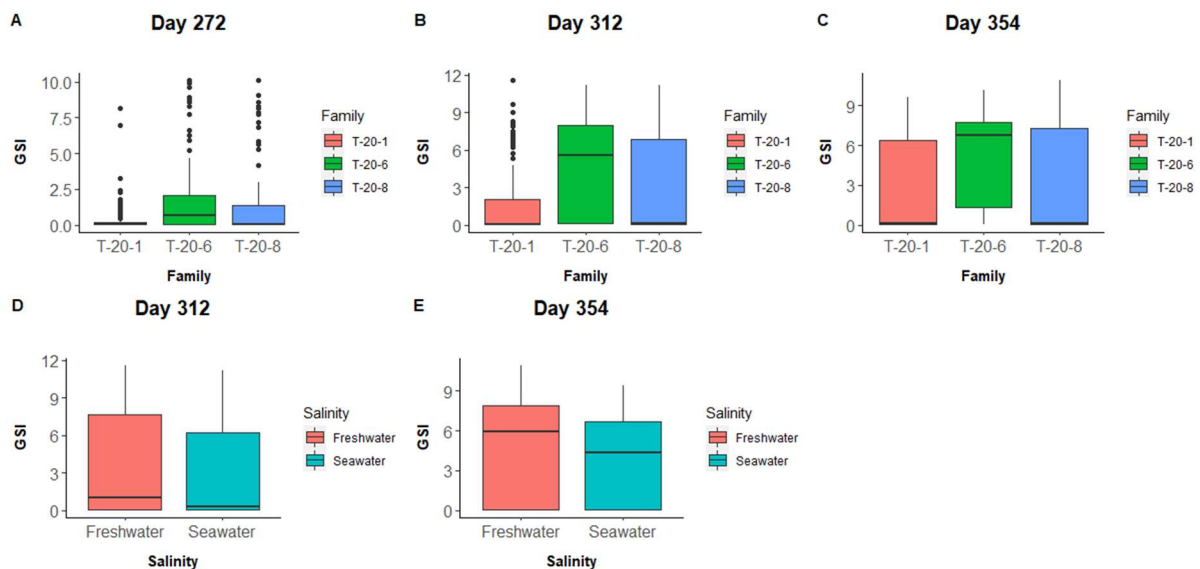 A
Day 272
GSI
10.0
7.5
5.0
2.5
0.0
T-20-1
T-20-6
T-20-8
Family
Family
T-20-1
T-20-6
T-20-8
B
Day 312
GSI
12
9
6
3
0
T-20-1
T-20-6
T-20-8
Family
Family
T-20-1
T-20-6
T-20-8
C
Day 354
GSI
9
6
3
0
T-20-1
T-20-6
T-20-8
Family
Family
T-20-1
T-20-6
T-20-8
D
Day 312
GSI
12
9
6
3
0
Freshwater
Seawater
Salinity
Salinity
Freshwater
Seawater
E
Day 354
GSI
9
6
3
0
Freshwater
Seawater
Salinity
Salinity
Freshwater
Seawater